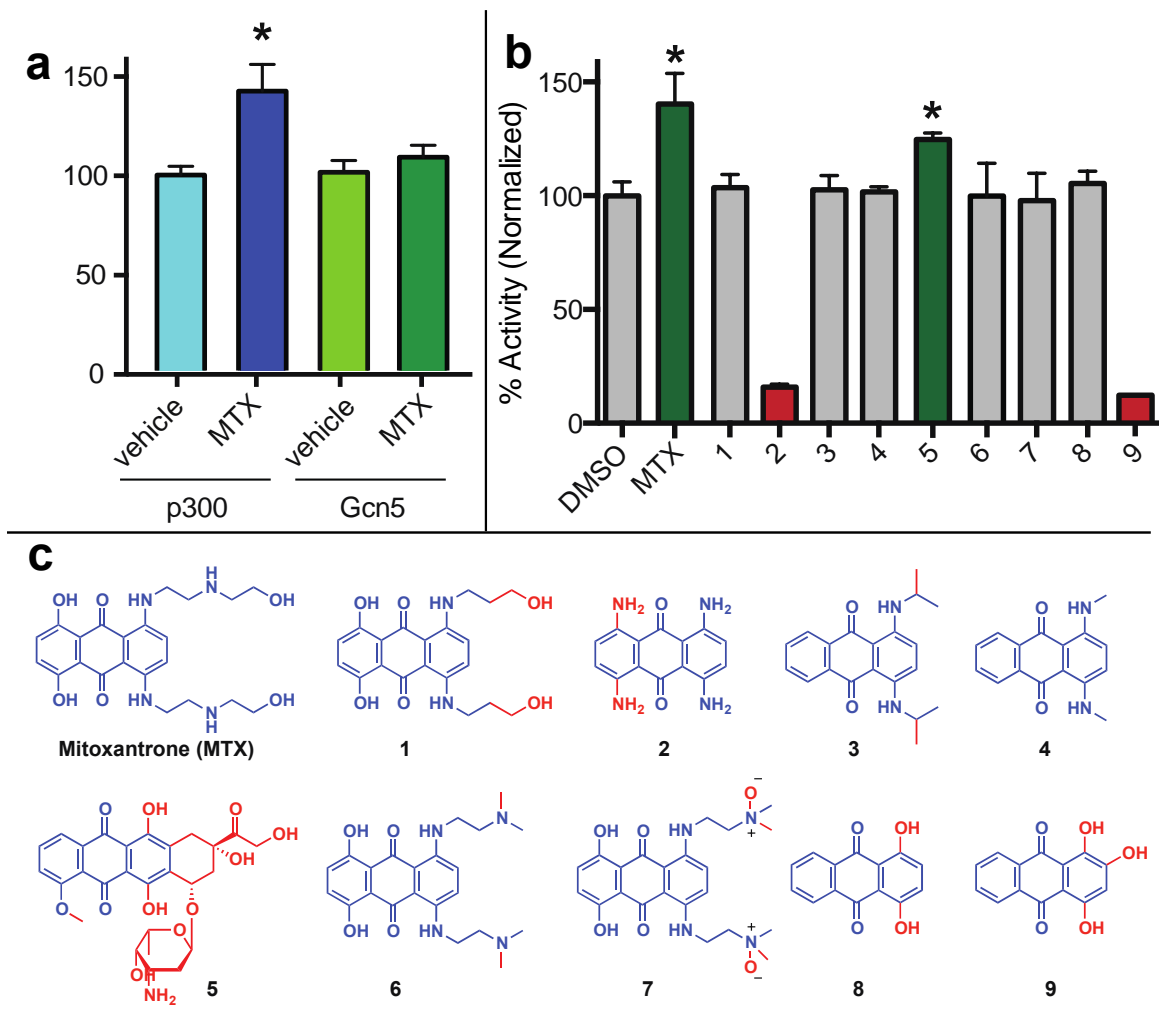 a
*
150
100
50
0
vehicle
MTX
vehicle
MTX
p300
Gcn5
b
% Activity (Normalized)
*
*
150
100
50
0
DMSO
MTX
1
2
3
4
5
6
7
8
9
c
OH O HN H N OH
OH O HN N H OH
Mitoxantrone (MTX)
OH O HN OH
OH O HN OH
1
NH2 O NH2
NH2 O NH2
2
O HN
O HN
3
O HN
O HN
4
O OH O OH
OH
O O OH O
O
OH
NH2
5
OH O HN N
OH O HN N
6
OH O HN N + O −
OH O HN N + O −
7
O OH
O OH
8
O OH OH
O OH
9